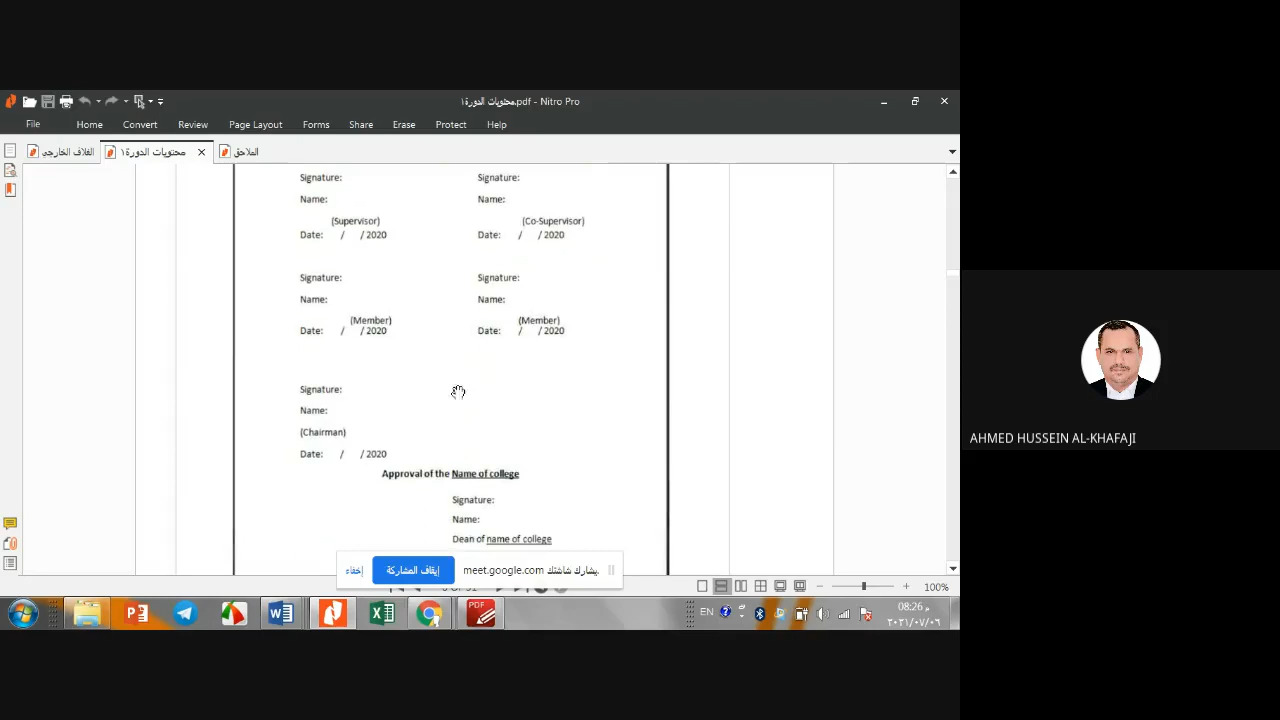 محتويات الدورة١.pdf - Nitro Pro
File Home Convert Review Page Layout Forms Share Erase Protect Help
الغلاف الخارجي محتويات الدورة١ الملاحق
Signature: Signature:
Name: Name:
(Supervisor) (Co-Supervisor)
Date: / / 2020 Date: / / 2020
Signature: Signature:
Name: Name:
(Member) (Member)
Date: / / 2020 Date: / / 2020
Signature:
Name:
(Chairman)
Date: / / 2020
Approval of the Name of college
Signature:
Name:
Dean of name of college
يشارك شاشتك meet.google.com.
إيقاف المشاركة
إخفاء
100%
EN
08:26 م
٢٠٢١/٠٧/٠٦
PDF
AHMED HUSSEIN AL-KHAFAJI